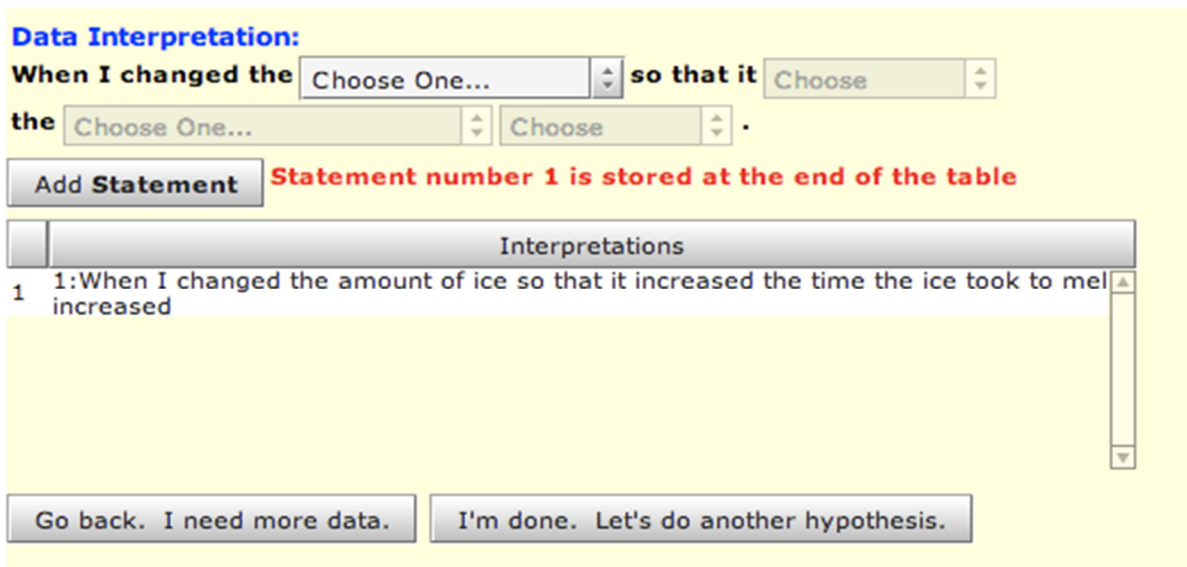 Data Interpretation:
When I changed the Choose One... so that it Choose
the Choose One... Choose .
Add Statement Statement number 1 is stored at the end of the table
Interpretations
1 1:When I changed the amount of ice so that it increased the time the ice took to mel
increased
Go back. I need more data. I'm done. Let's do another hypothesis.